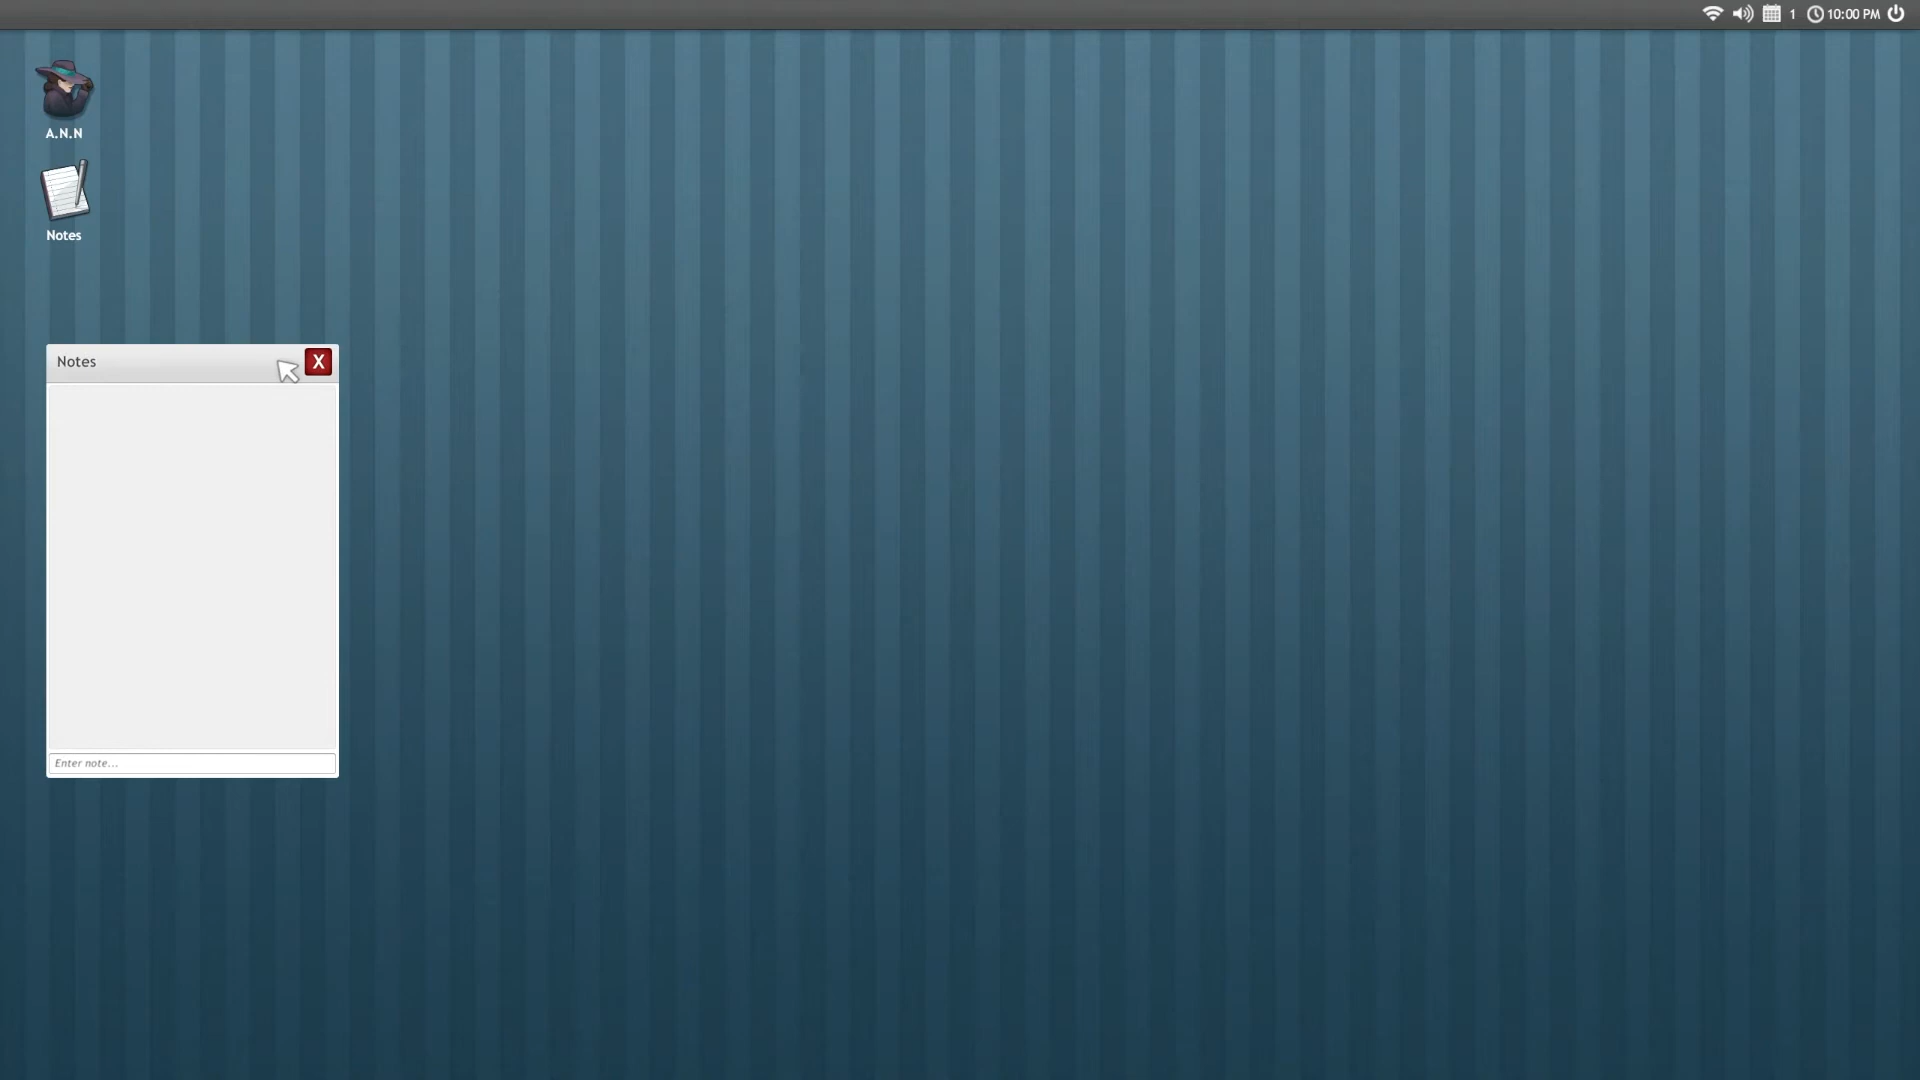 1 10:00 PM
A.N.N
Notes
Notes X
Enter note...